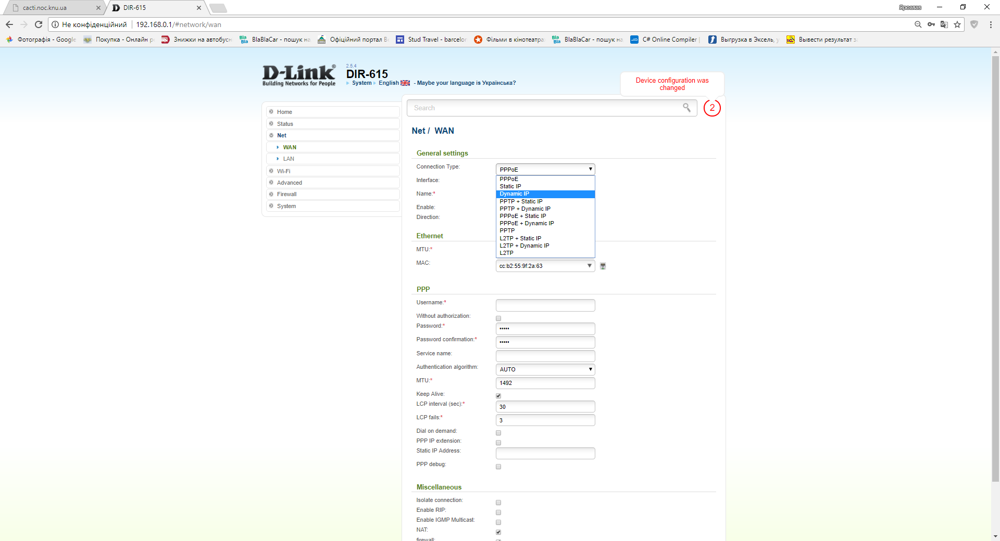 cacti.noc.knu.ua
DIR-615
Ярослав
Не конфіденційний
192.168.0.1/#network/wan
Фотографія - Google
Покупка - Онлайн
Знижки на автобусн
BlaBlaCar - пошук на
Офіційний портал
Stud Travel - barcelor
Фільми в кінотеатра
BlaBlaCar - пошук на
C# Online Compiler |
Выгрузка в Эксель, у
Вывести результат з
D-Link®
Building Networks for People
2.5.4
DIR-615
System
English
- Maybe your language is Українська?
Device configuration was
changed
Home
Status
Net
WAN
LAN
Wi-Fi
Advanced
Firewall
System
Search
2
Net / WAN
General settings
Connection Type:
PPPoE
Interface:
Name:*
Enable:
Direction:
PPPoE
Static IP
Dynamic IP
PPTP + Static IP
PPTP + Dynamic IP
PPPoE + Static IP
PPPoE + Dynamic IP
PPTP
L2TP + Static IP
L2TP + Dynamic IP
L2TP
Ethernet
MTU:*
MAC:
cc:b2:55:9f:2a:63
PPP
Username:*
Without authorization:
Password:*
•••••
Password confirmation:*
•••••
Service name:
Authentication algorithm:
AUTO
MTU:*
1492
Keep Alive:
LCP interval (sec):*
30
LCP fails:*
3
Dial on demand:
PPP IP extension:
Static IP Address:
PPP debug:
Miscellaneous
Isolate connection:
Enable RIP:
Enable IGMP Multicast:
NAT:
firewall: